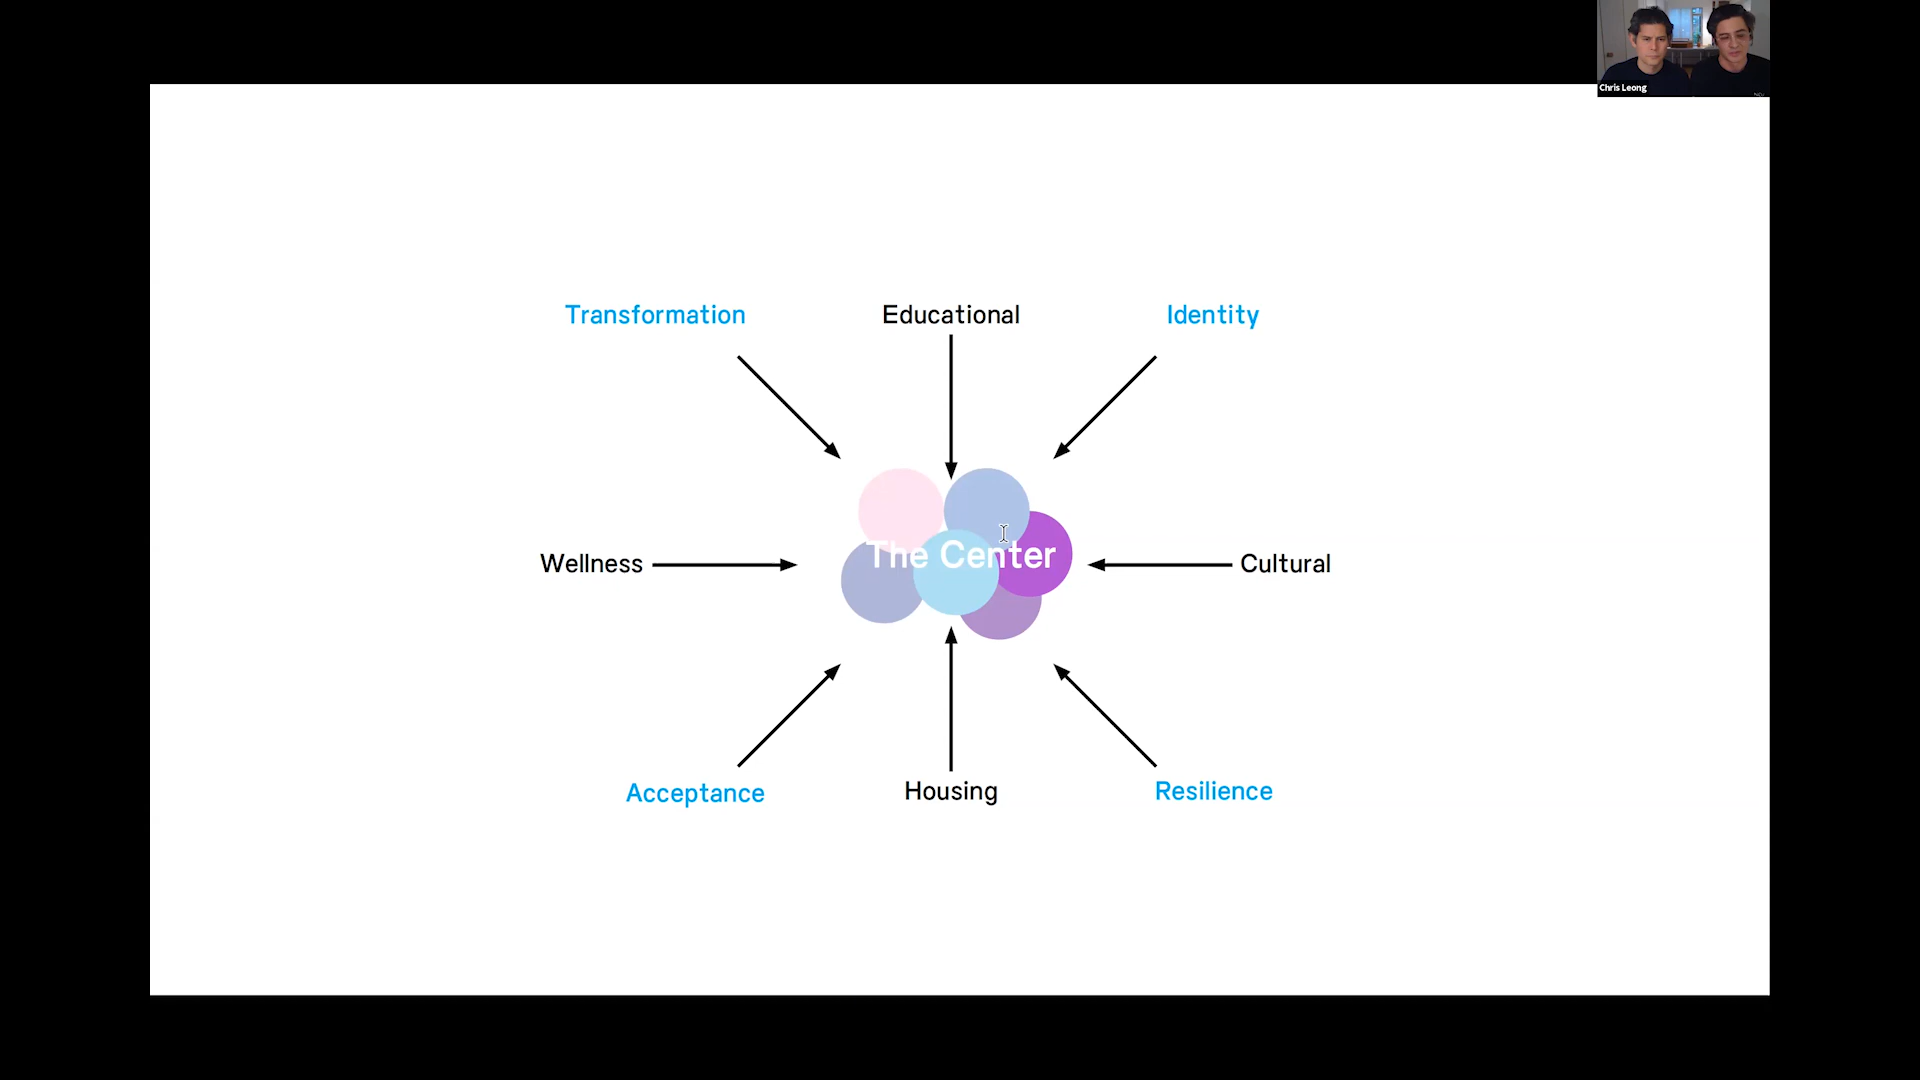 Chris Leong
Transformation
Educational
Identity
The Center
Wellness
Cultural
Acceptance
Housing
Resilience